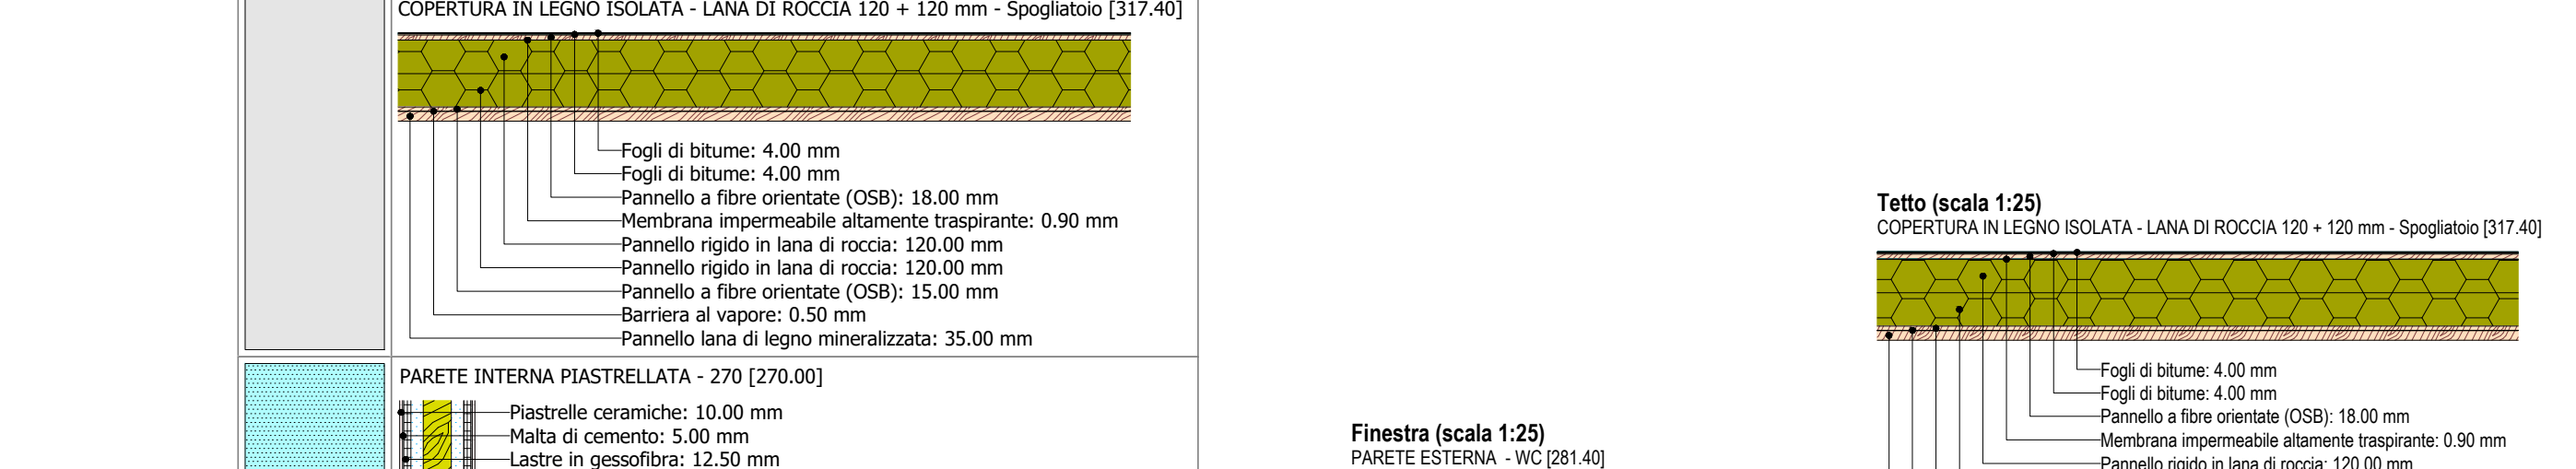 COPERTURA IN LEGNO ISOLATA - LANA DI ROCCIA 120 + 120 mm - Spogliatoio [317.40]
Fogli di bitume: 4.00 mm
Fogli di bitume: 4.00 mm
Pannello a fibre orientate (OSB): 18.00 mm
Membrana impermeabile altamente traspirante: 0.90 mm
Pannello rigido in lana di roccia: 120.00 mm
Pannello rigido in lana di roccia: 120.00 mm
Pannello a fibre orientate (OSB): 15.00 mm
Barriera al vapore: 0.50 mm
Pannello lana di legno mineralizzata: 35.00 mm
PARETE INTERNA PIASTRELLATA - 270 [270.00]
Piastrelle ceramiche: 10.00 mm
Malta di cemento: 5.00 mm
Lastre in gessofibra: 12.50 mm
Finestra (scala 1:25)
PARETE ESTERNA - WC [281.40]
Tetto (scala 1:25)
COPERTURA IN LEGNO ISOLATA - LANA DI ROCCIA 120 + 120 mm - Spogliatoio [317.40]
Fogli di bitume: 4.00 mm
Fogli di bitume: 4.00 mm
Pannello a fibre orientate (OSB): 18.00 mm
Membrana impermeabile altamente traspirante: 0.90 mm
Pannello rigido in lana di roccia: 120.00 mm